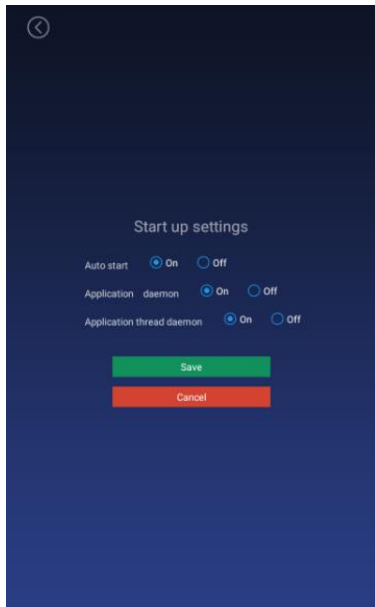 Start up settings
Auto start On Off
Application daemon On Off
Application thread daemon On Off
Save
Cancel